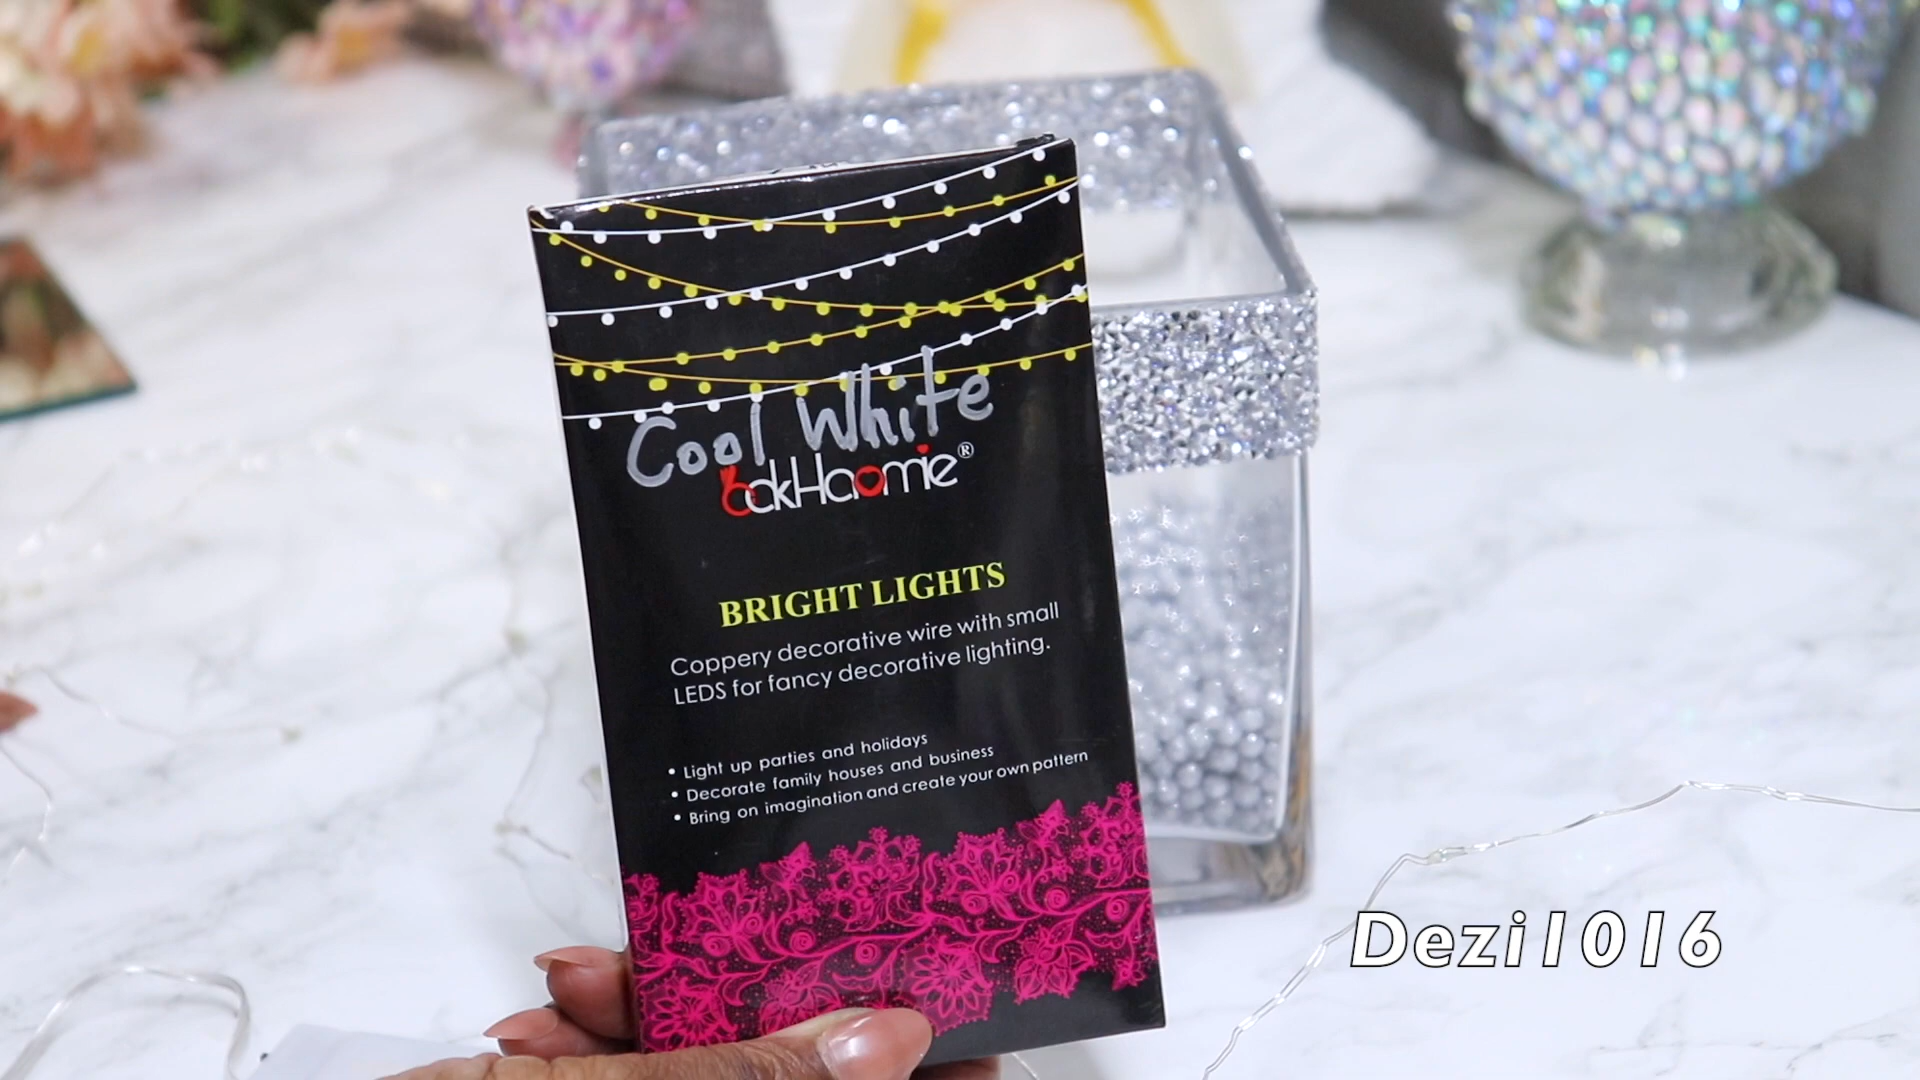 Cool White
OakHaomie®
BRIGHT LIGHTS
Coppery decorative wire with small
LEDS for fancy decorative lighting.
• Light up parties and holidays
• Decorate family houses and business
• Bring on imagination and create your own pattern
Dezi1016